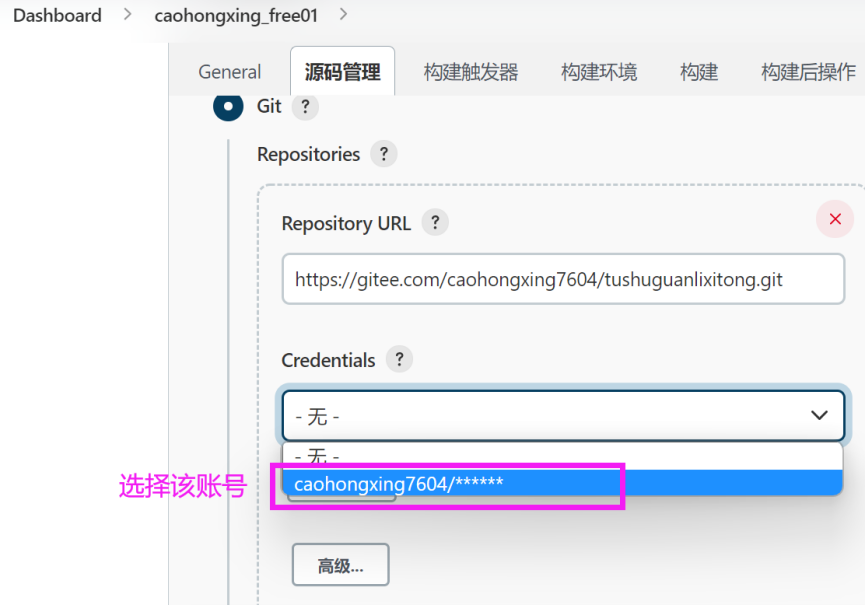 Dashboard > caohongxing_free01 >
General 源码管理 构建触发器 构建环境 构建 构建后操作
Git ?
Repositories ?
Repository URL ?
https://gitee.com/caohongxing7604/tushuguanlixitong.git
Credentials ?
- 无 -
- 无 -
选择该账号 caohongxing7604/******
高级...